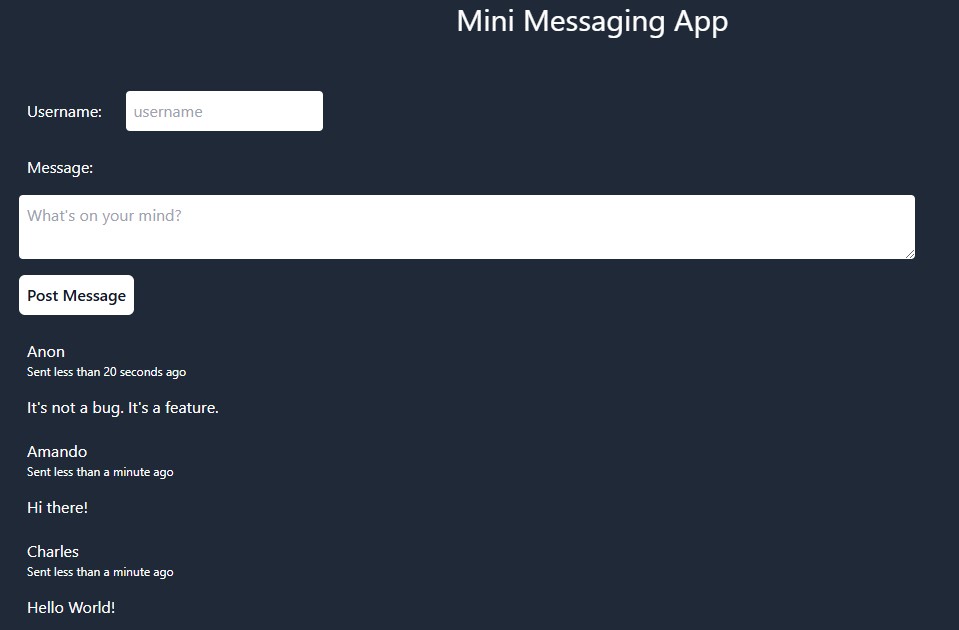 Mini Messaging App
Username: username
Message:
What's on your mind?
Post Message
Anon
Sent less than 20 seconds ago
It's not a bug. It's a feature.
Amando
Sent less than a minute ago
Hi there!
Charles
Sent less than a minute ago
Hello World!